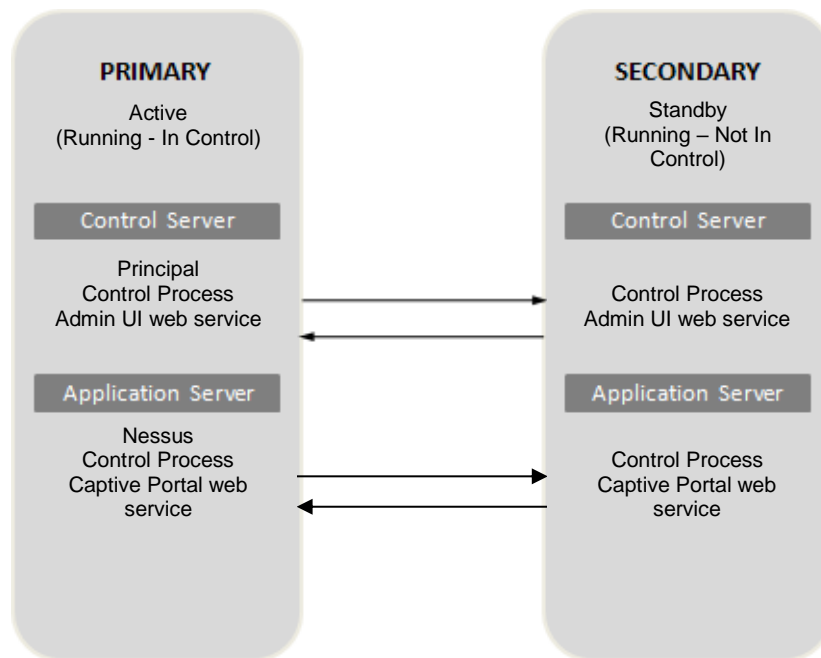 PRIMARY
Active
(Running - In Control)
Control Server
Principal
Control Process
Admin UI web service
Application Server
Nessus
Control Process
Captive Portal web
service
SECONDARY
Standby
(Running – Not In
Control)
Control Server
Control Process
Admin UI web service
Application Server
Control Process
Captive Portal web
service